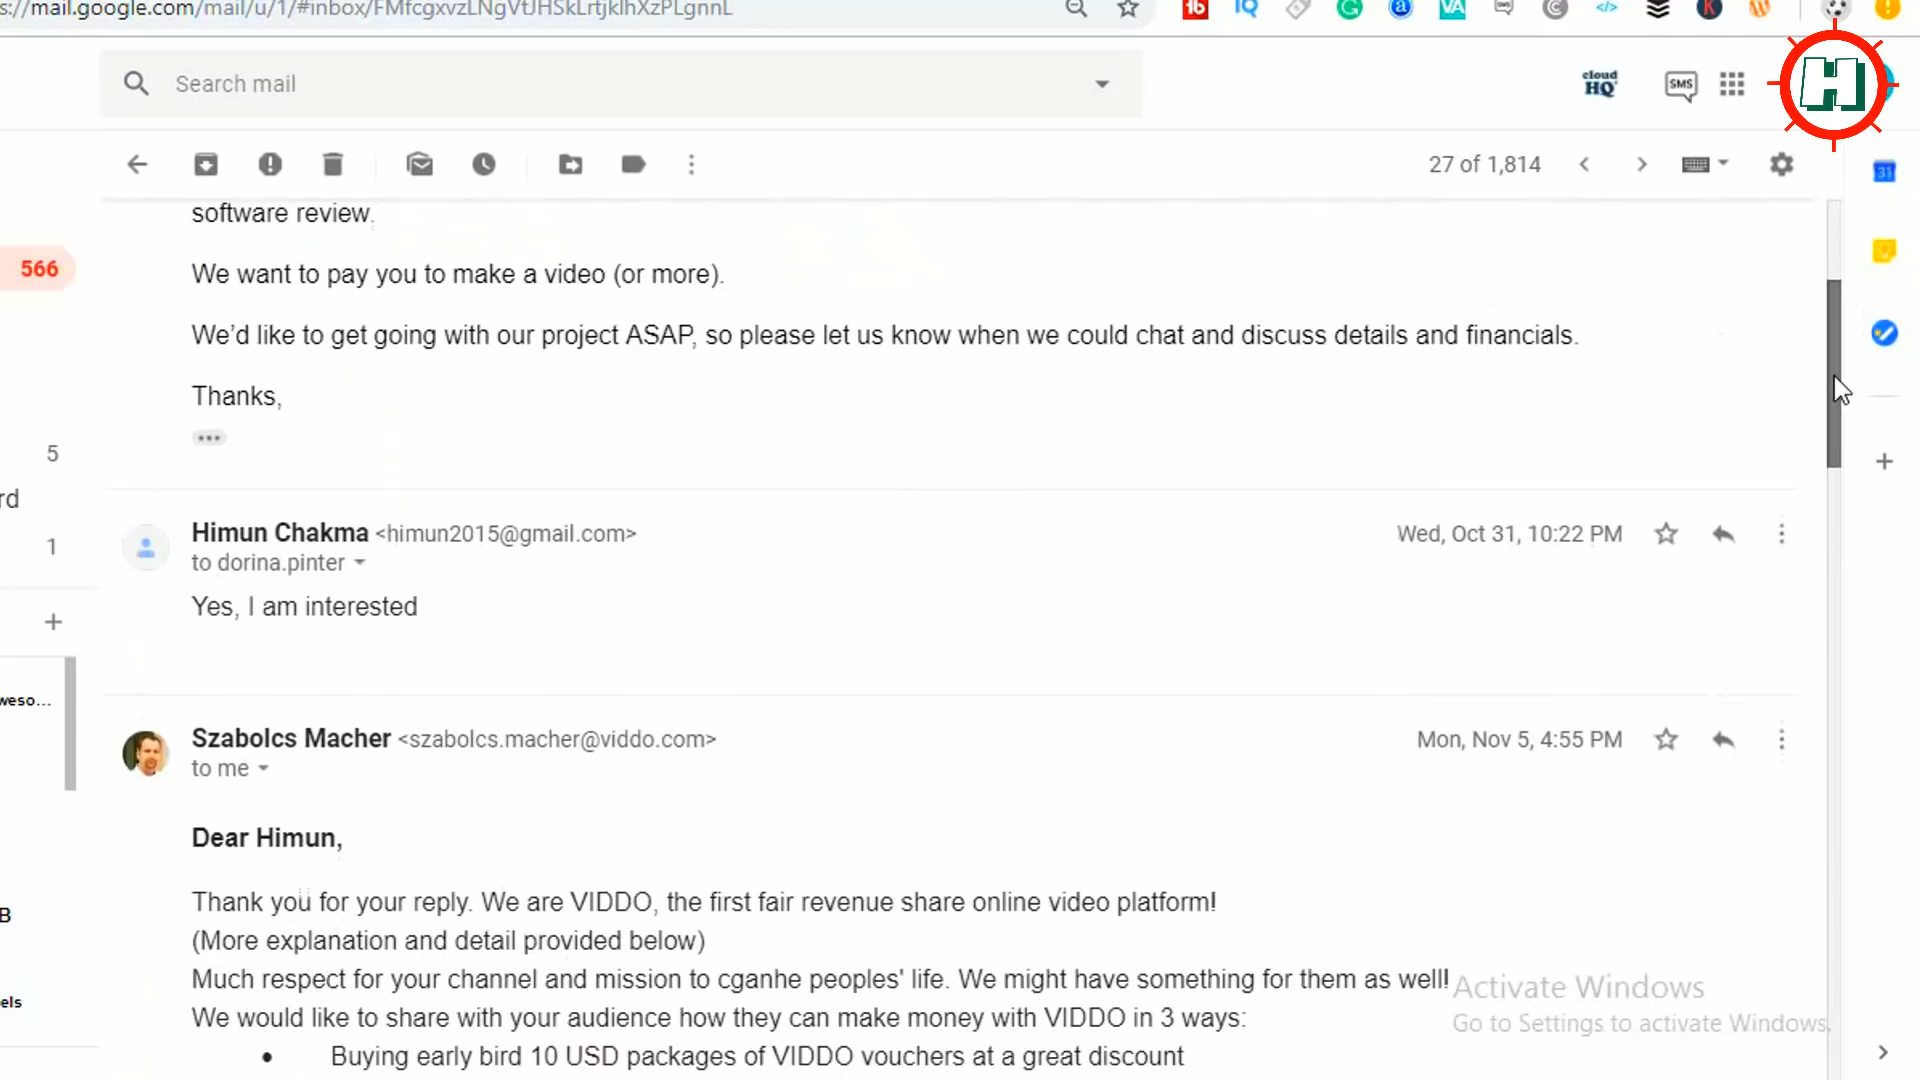 s://mail.google.com/mail/u/1/#inbox/FMfcgxvzLNgVtJHSkLrtjklhXzPLgnnL
16
IQ
G
a
VA
</>
K
Search mail
cloud
HQ
SMS
H
27 of 1,814
31
software review.
566
We want to pay you to make a video (or more).
We’d like to get going with our project ASAP, so please let us know when we could chat and discuss details and financials.
Thanks,
5
rd
Himun Chakma <himun2015@gmail.com>
Wed, Oct 31, 10:22 PM
1
to dorina.pinter
Yes, I am interested
weso...
Szabolcs Macher <szabolcs.macher@viddo.com>
Mon, Nov 5, 4:55 PM
to me
Dear Himun,
Thank you for your reply. We are VIDDO, the first fair revenue share online video platform!
B
(More explanation and detail provided below)
Much respect for your channel and mission to cganhe peoples' life. We might have something for them as well!
els
We would like to share with your audience how they can make money with VIDDO in 3 ways:
• Buying early bird 10 USD packages of VIDDO vouchers at a great discount
Activate Windows
Go to Settings to activate Windows.